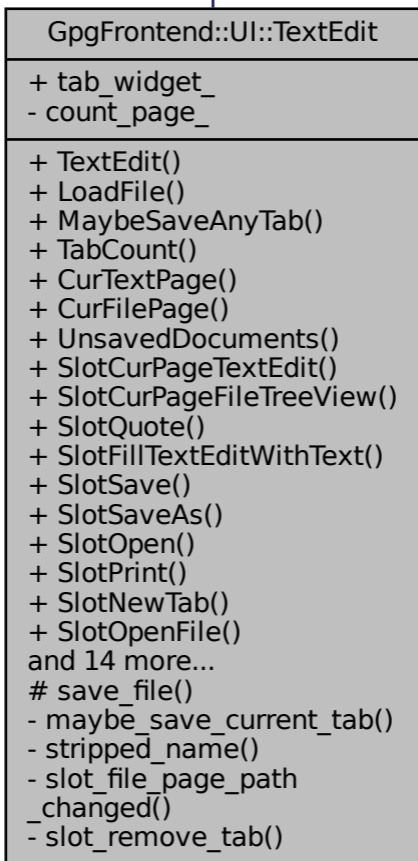 GpgFrontend::UI::TextEdit
+ tab_widget_
- count_page_
+ TextEdit()
+ LoadFile()
+ MaybeSaveAnyTab()
+ TabCount()
+ CurTextPage()
+ CurFilePage()
+ UnsavedDocuments()
+ SlotCurPageTextEdit()
+ SlotCurPageFileTreeView()
+ SlotQuote()
+ SlotFillTextEditWithText()
+ SlotSave()
+ SlotSaveAs()
+ SlotOpen()
+ SlotPrint()
+ SlotNewTab()
+ SlotOpenFile()
and 14 more...
# save_file()
- maybe_save_current_tab()
- stripped_name()
- slot_file_page_path
_changed()
- slot_remove_tab()